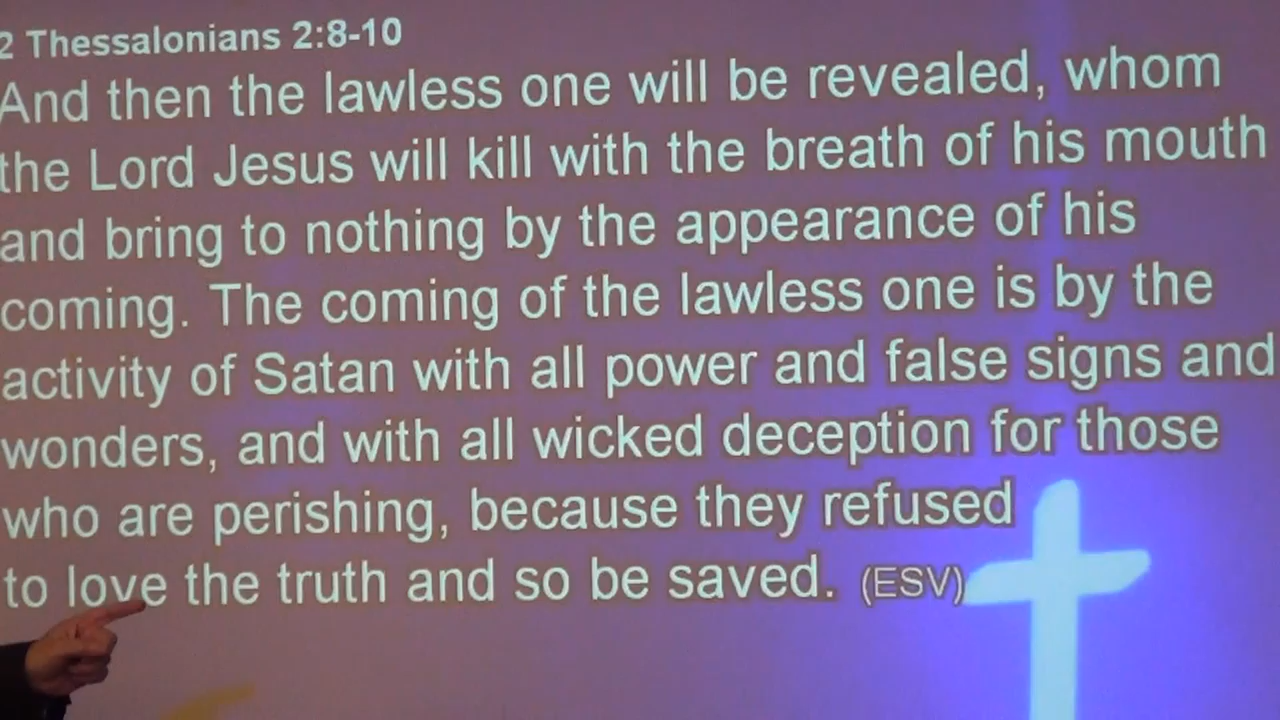 2 Thessalonians 2:8-10
And then the lawless one will be revealed, whom
the Lord Jesus will kill with the breath of his mouth
and bring to nothing by the appearance of his
coming. The coming of the lawless one is by the
activity of Satan with all power and false signs and
wonders, and with all wicked deception for those
who are perishing, because they refused
to love the truth and so be saved. (ESV)